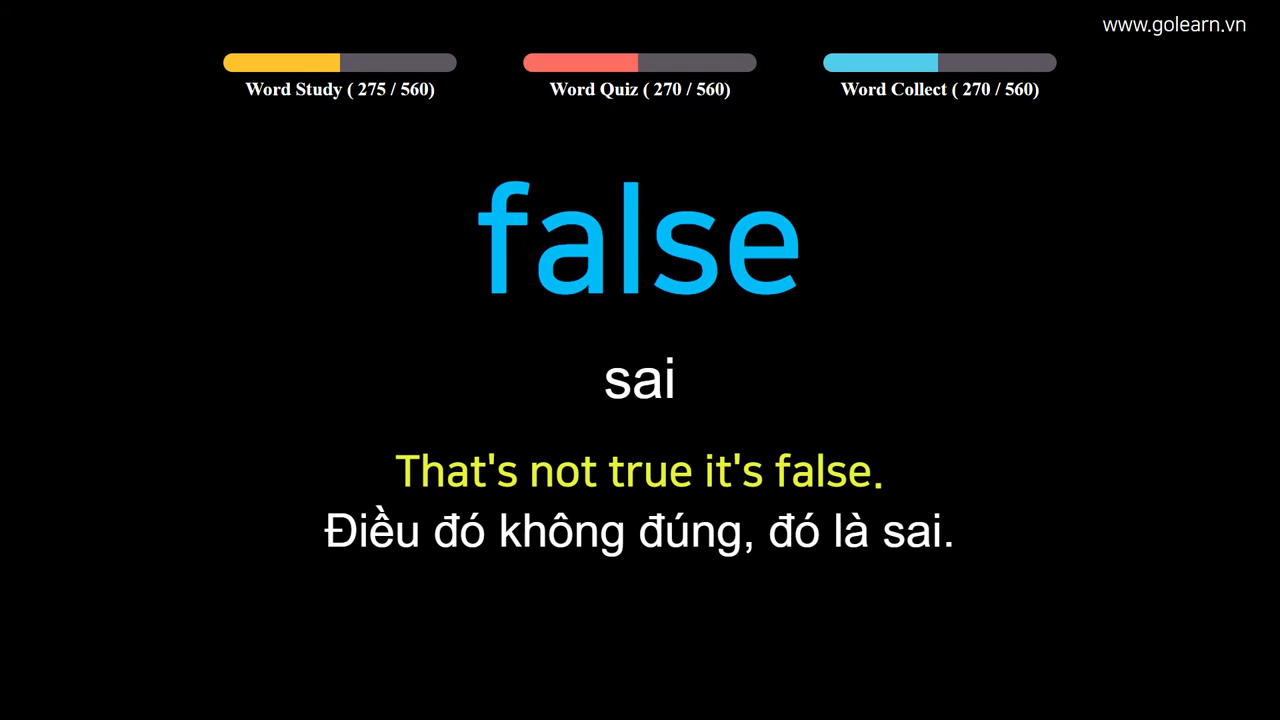 www.golearn.vn
Word Study ( 275 / 560)
Word Quiz ( 270 / 560)
Word Collect ( 270 / 560)
false
sai
That's not true it's false.
Điều đó không đúng, đó là sai.